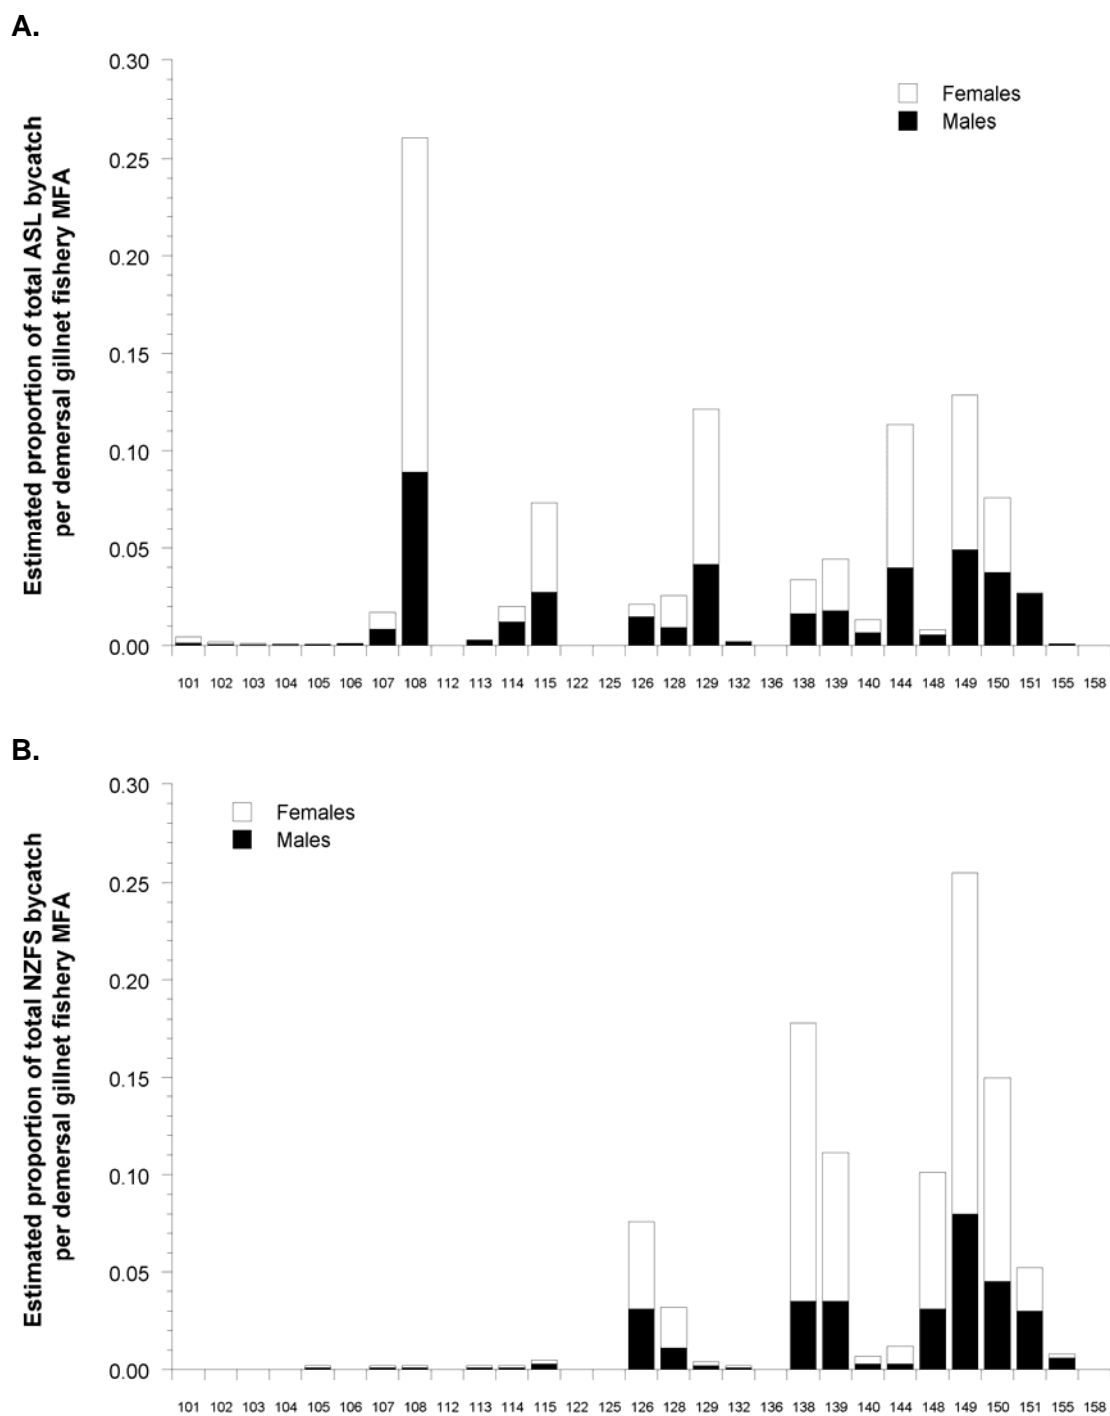 A.
Estimated proportion of total ASL bycatch
per demersal gillnet fishery MFA
0.30
0.25
0.20
0.15
0.10
0.05
0.00
Females
Males
101 102 103 104 105 106 107 108 112 113 114 115 122 125 126 128 129 132 136 138 139 140 144 148 149 150 151 155 158
B.
Estimated proportion of total NZFS bycatch
per demersal gillnet fishery MFA
0.30
0.25
0.20
0.15
0.10
0.05
0.00
Females
Males
101 102 103 104 105 106 107 108 112 113 114 115 122 125 126 128 129 132 136 138 139 140 144 148 149 150 151 155 158